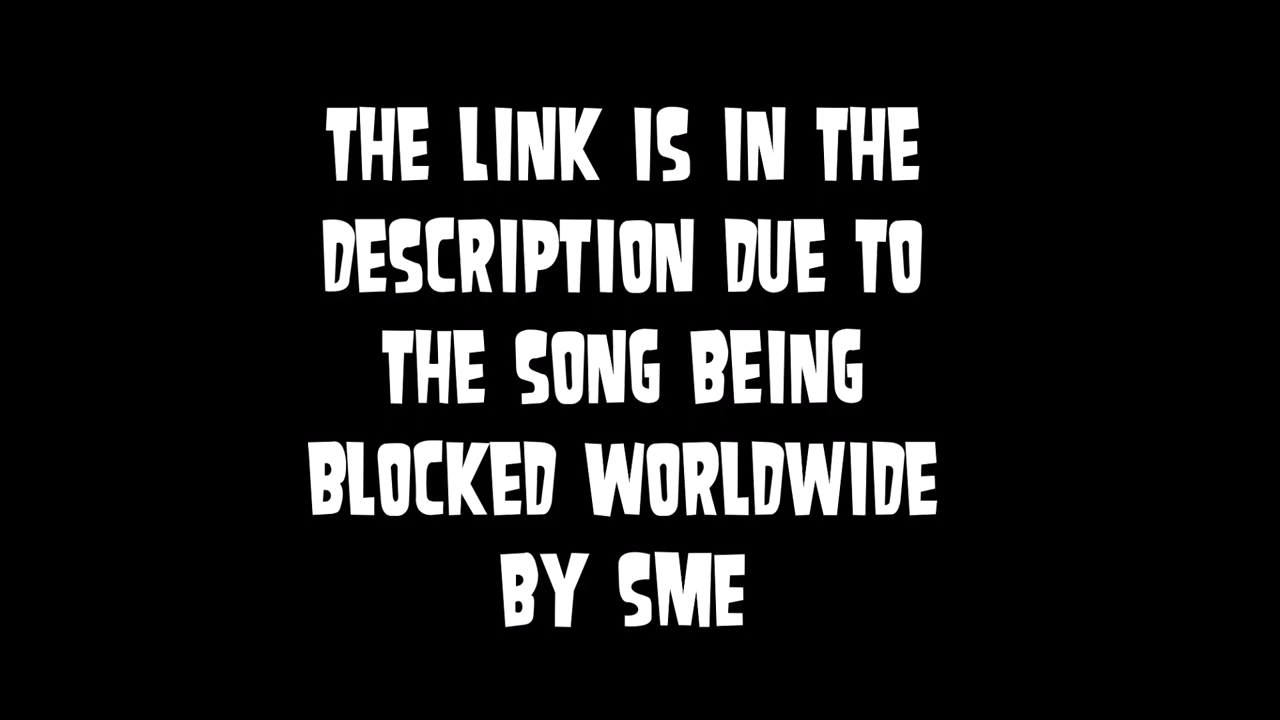 THE LINK IS IN THE
DESCRIPTION DUE TO
THE SONG BEING
BLOCKED WORLDWIDE
BY SME